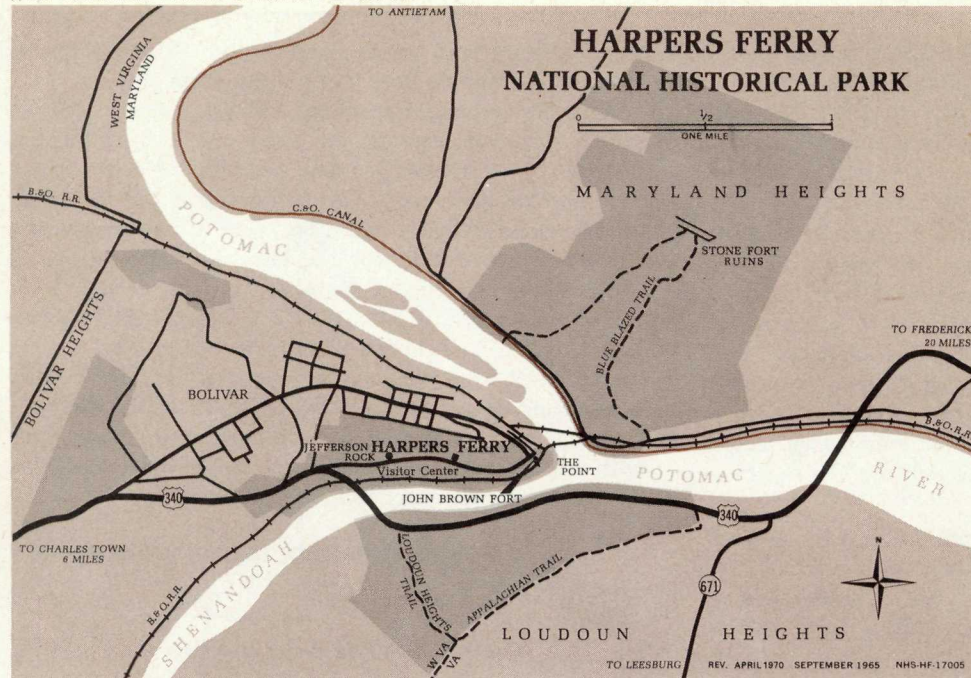 TO ANTIETAM
HARPERS FERRY
NATIONAL HISTORICAL PARK
0 1/2 1
ONE MILE
WEST VIRGINIA
MARYLAND
MARYLAND HEIGHTS
B.&O. R.R.
C.&O. CANAL
POTOMAC
STONE FORT
RUINS
BLUE BLAZED TRAIL
TO FREDERICK
20 MILES
BOLIVAR HEIGHTS
BOLIVAR
B.&O.R.R.
JEFFERSON
ROCK
HARPERS FERRY
Visitor Center
THE
POINT
POTOMAC
RIVER
JOHN BROWN FORT
340
340
TO CHARLES TOWN
6 MILES
B.&O.R.R.
SHENANDOAH
LOUDOUN HEIGHTS
TRAIL
APPALACHIAN TRAIL
W VA
VA
671
N
LOUDOUN HEIGHTS
TO LEESBURG
REV. APRIL 1970 SEPTEMBER 1965 NHS-HF-17005